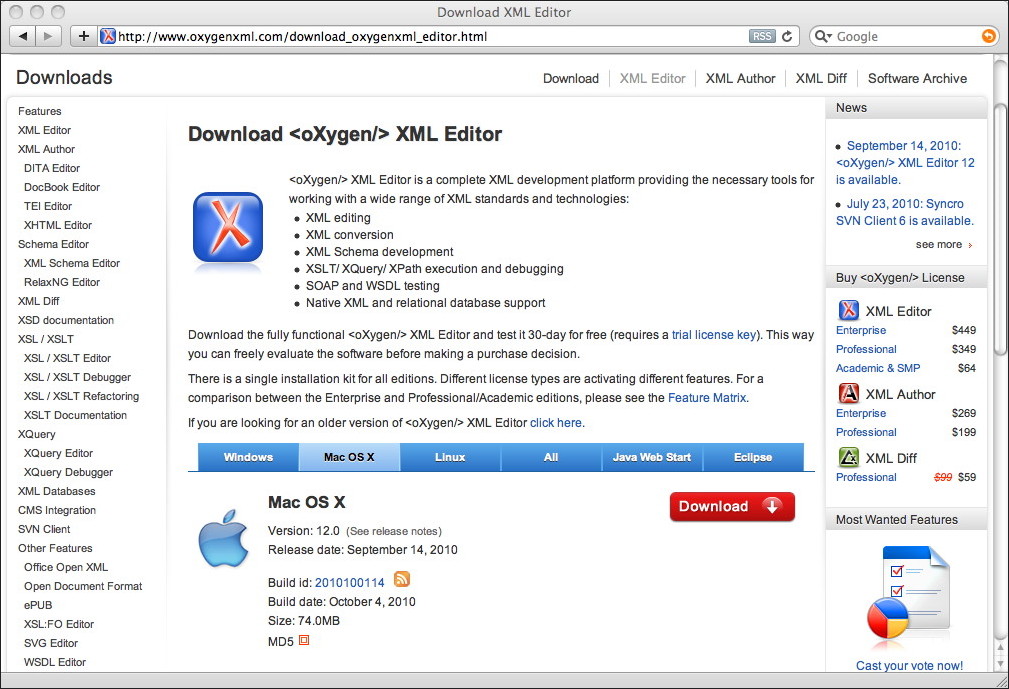 Download XML Editor
http://www.oxygenxml.com/download_oxygenxml_editor.html
RSS
Google
Downloads
Download
XML Editor
XML Author
XML Diff
Software Archive
Features
XML Editor
XML Author
DITA Editor
DocBook Editor
TEI Editor
XHTML Editor
Schema Editor
XML Schema Editor
RelaxNG Editor
XML Diff
XSD documentation
XSL / XSLT
XSL / XSLT Editor
XSL / XSLT Debugger
XSL / XSLT Refactoring
XSLT Documentation
XQuery
XQuery Editor
XQuery Debugger
XML Databases
CMS Integration
SVN Client
Other Features
Office Open XML
Open Document Format
ePUB
XSL:FO Editor
SVG Editor
WSDL Editor
Download <oXygen/> XML Editor
<oXygen/> XML Editor is a complete XML development platform providing the necessary tools for
working with a wide range of XML standards and technologies:
• XML editing
• XML conversion
• XML Schema development
• XSLT/ XQuery/ XPath execution and debugging
• SOAP and WSDL testing
• Native XML and relational database support
Download the fully functional <oXygen/> XML Editor and test it 30-day for free (requires a trial license key). This way
you can freely evaluate the software before making a purchase decision.
There is a single installation kit for all editions. Different license types are activating different features. For a
comparison between the Enterprise and Professional/Academic editions, please see the Feature Matrix.
If you are looking for an older version of <oXygen/> XML Editor click here.
Windows
Mac OS X
Linux
All
Java Web Start
Eclipse
Mac OS X
Download
Version: 12.0 (See release notes)
Release date: September 14, 2010
Build id: 2010100114
Build date: October 4, 2010
Size: 74.0MB
MD5
News
• September 14, 2010:
<oXygen/> XML Editor 12
is available.
• July 23, 2010: Syncro
SVN Client 6 is available.
see more ›
Buy <oXygen/> License
XML Editor
Enterprise $449
Professional $349
Academic & SMP $64
XML Author
Enterprise $269
Professional $199
XML Diff
Professional $99 $59
Most Wanted Features
Cast your vote now!